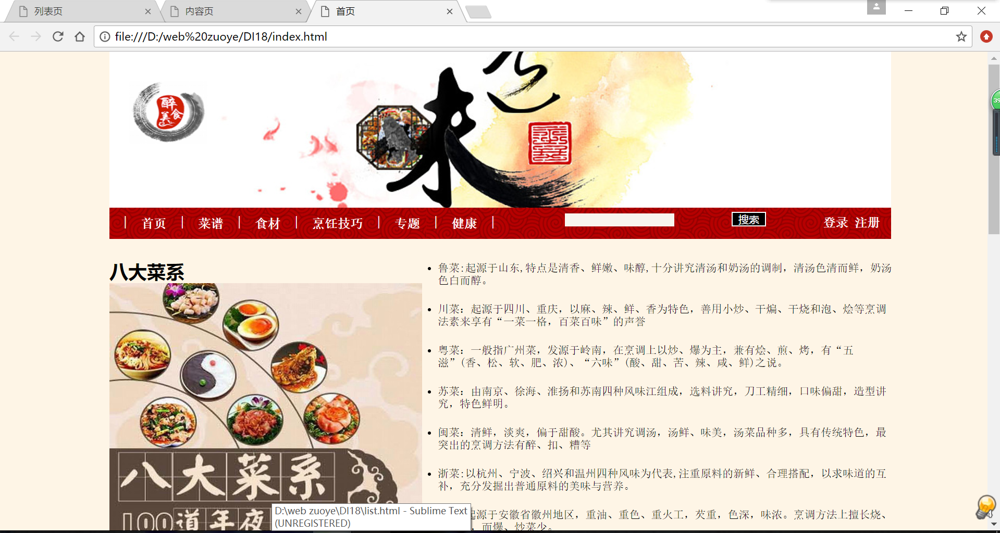 列表页
内容页
首页
file:///D:/web%20zuoye/DI18/index.html
醉美食
味道
首页 | 菜谱 | 食材 | 烹饪技巧 | 专题 | 健康 |
搜索
登录 注册
39
八大菜系
鲁菜:起源于山东,特点是清香、鲜嫩、味醇,十分讲究清汤和奶汤的调制，清汤色清而鲜，奶汤
色白而醇。
川菜：起源于四川、重庆，以麻、辣、鲜、香为特色，善用小炒、干煸、干烧和泡、烩等烹调
法素来享有“一菜一格，百菜百味”的声誉
粤菜：一般指广州菜，发源于岭南，在烹调上以炒、爆为主，兼有烩、煎、烤，有“五
滋”(香、松、软、肥、浓)、“六味”(酸、甜、苦、辣、咸、鲜)之说。
苏菜：由南京、徐海、淮扬和苏南四种风味江组成，选料讲究，刀工精细，口味偏甜，造型讲
究，特色鲜明。
闽菜：清鲜，淡爽，偏于甜酸。尤其讲究调汤，汤鲜、味美，汤菜品种多，具有传统特色，最
突出的烹调方法有醉、扣、糟等
浙菜:以杭州、宁波、绍兴和温州四种风味为代表,注重原料的新鲜、合理搭配，以求味道的互
补，充分发掘出普通原料的美味与营养。
起源于安徽省徽州地区，重油、重色、重火工，芡重，色深，味浓。烹调方法上擅长烧、
，而爆、炒菜少。
八大菜系
100道年夜
D:\web zuoye\DI18\list.html - Sublime Text
(UNREGISTERED)
4